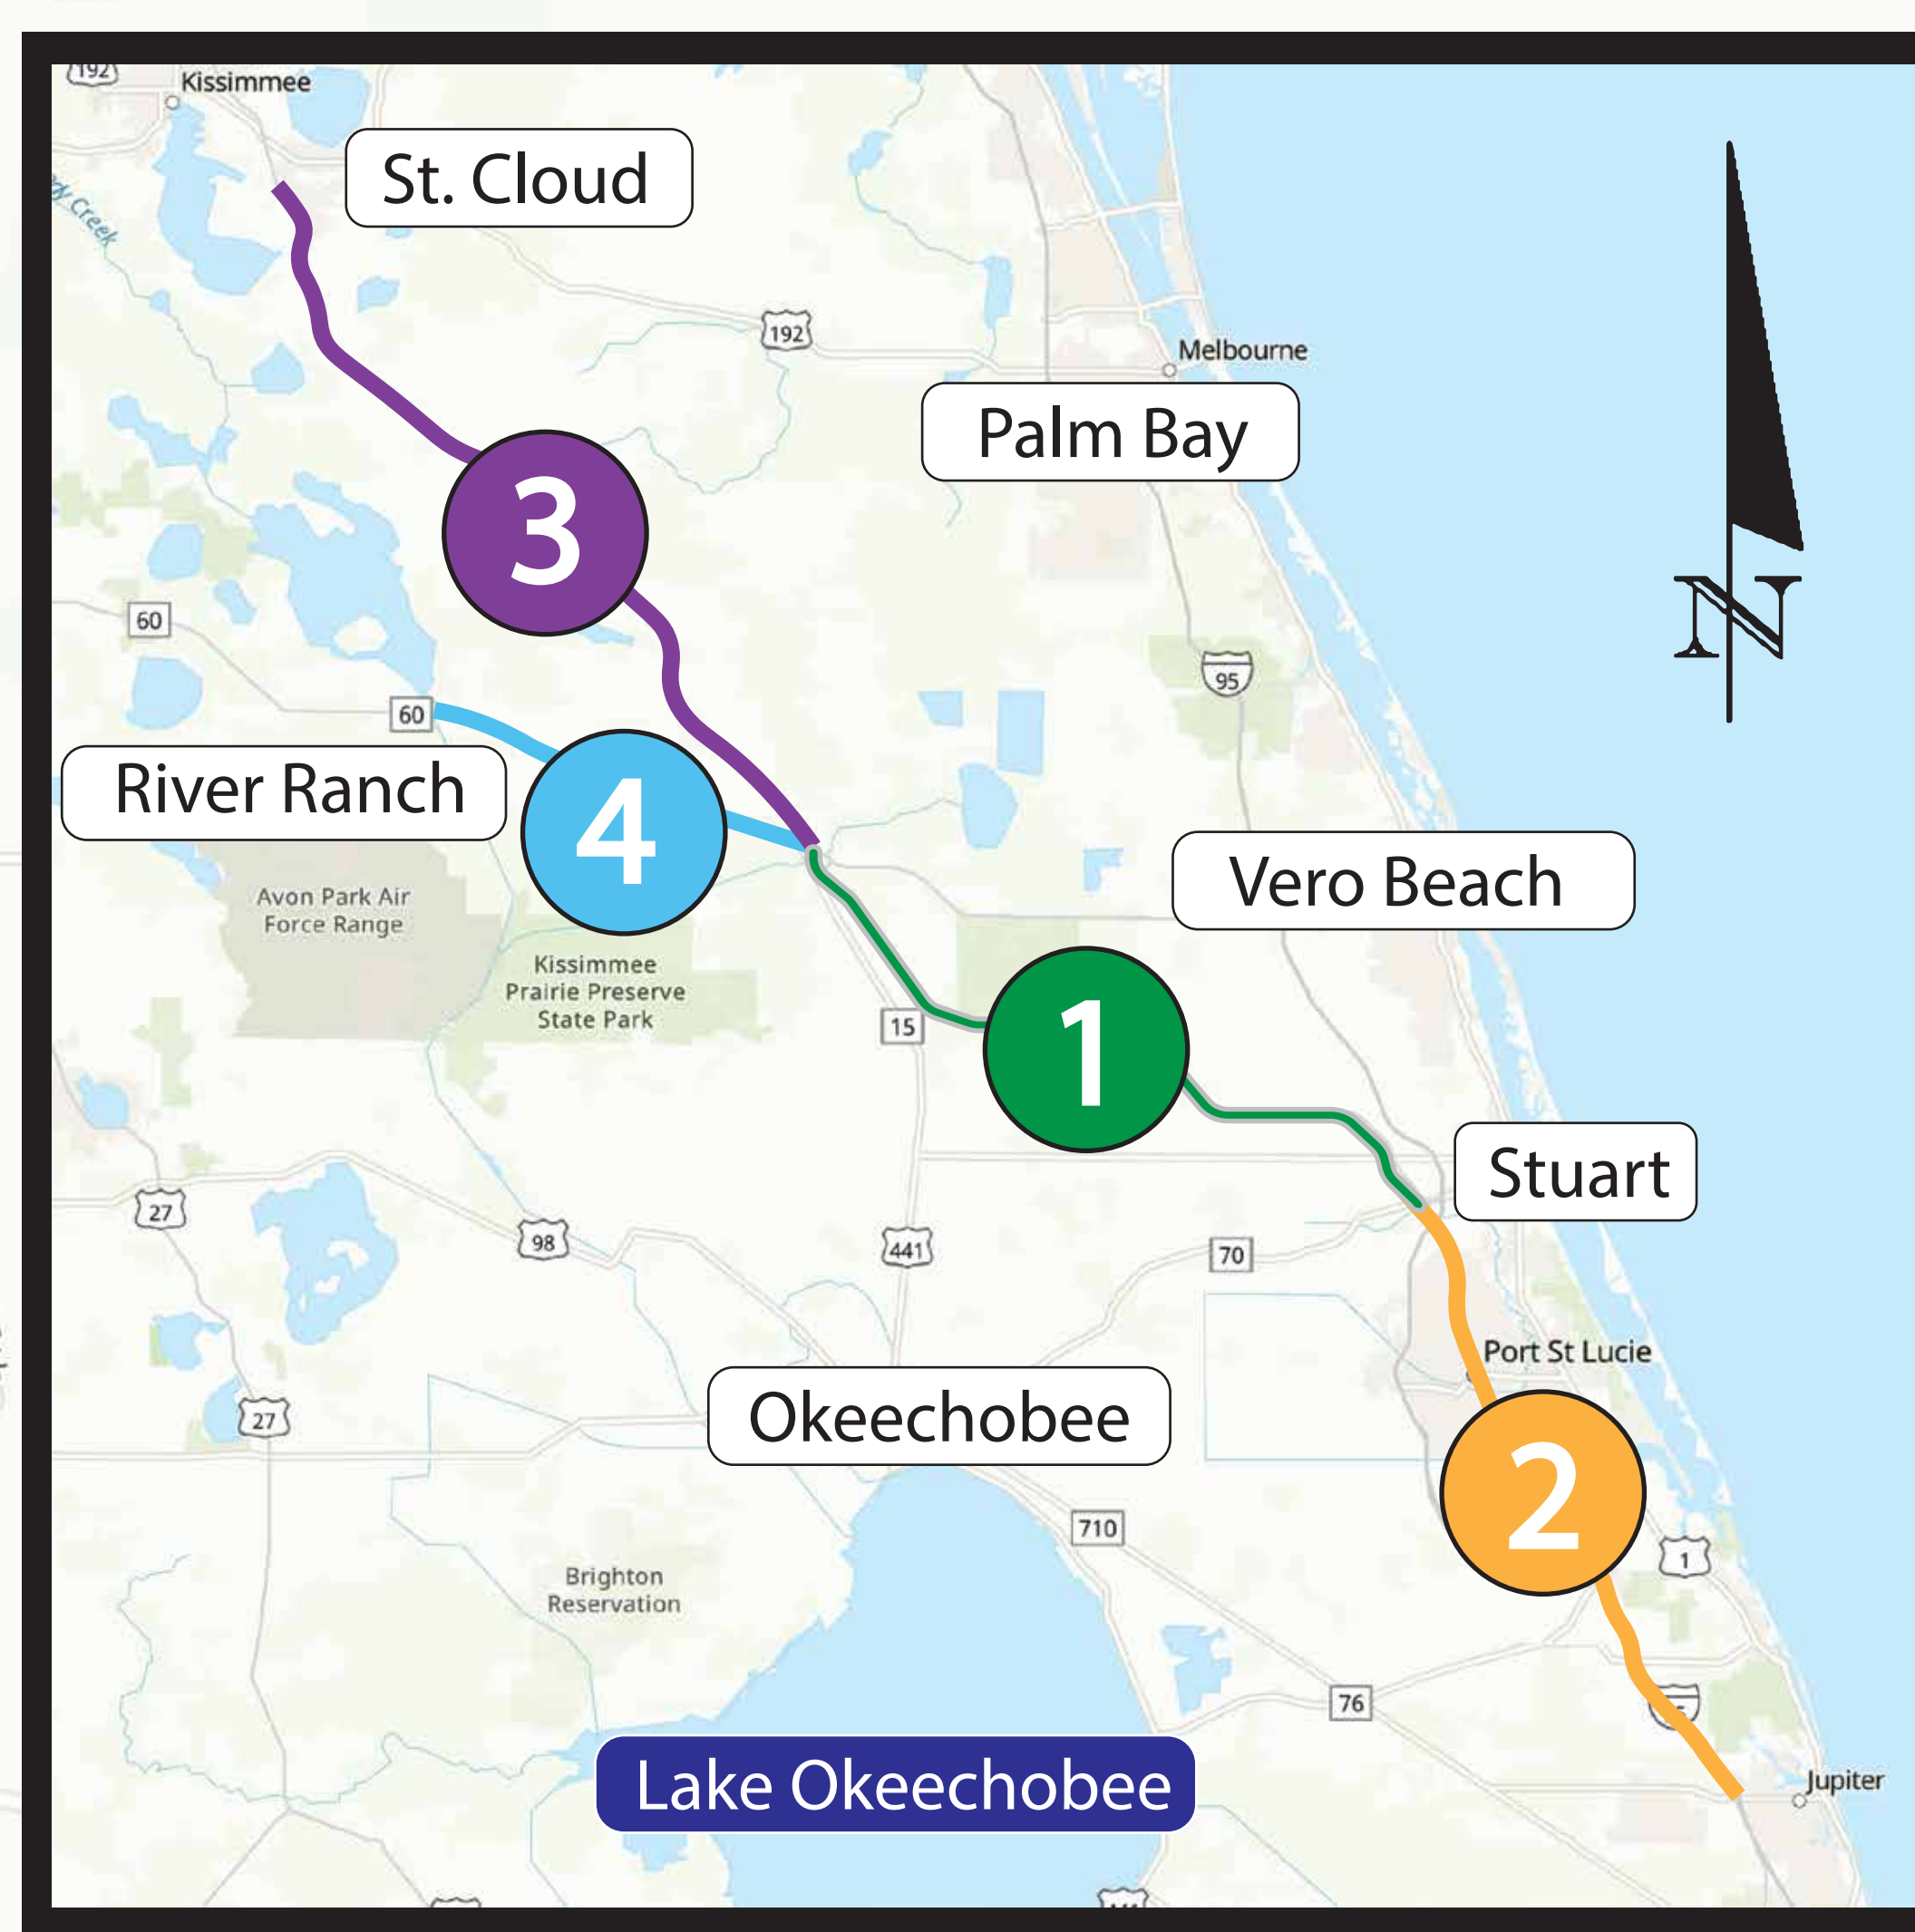 192
Kissimmee
St. Cloud
Creek
192
Melbourne
Palm Bay
3
N
60
95
60
River Ranch
4
Vero Beach
Avon Park Air
Force Range
Kissimmee
Prairie Preserve
State Park
15
1
Stuart
27
98
441
70
Port St Lucie
Okeechobee
27
2
710
1
Brighton
Reservation
76
Lake Okeechobee
Jupiter